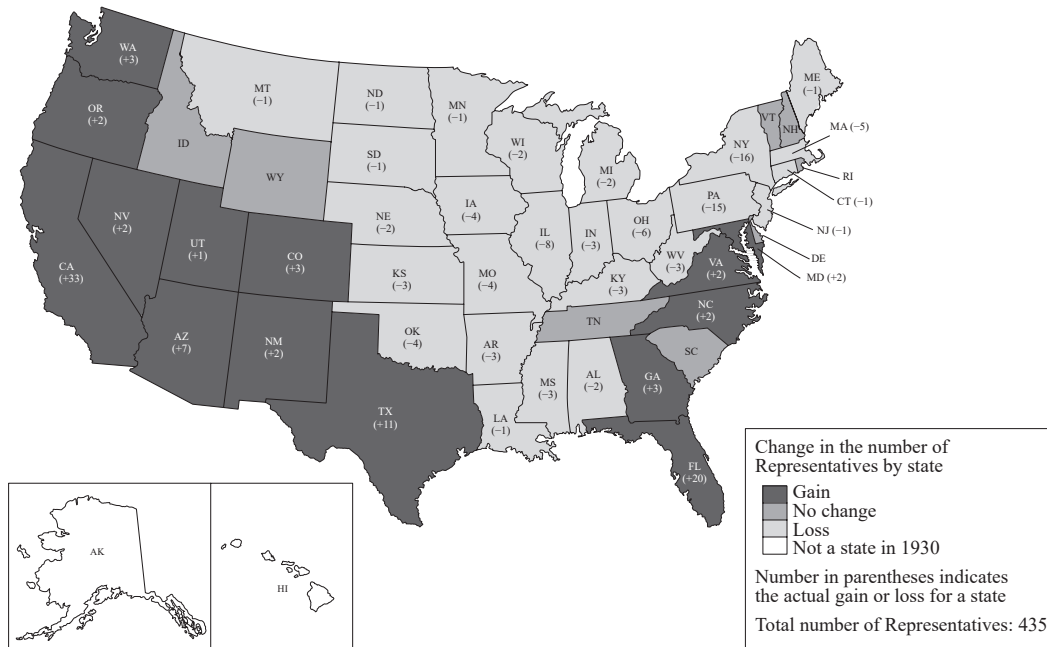 WA
(+3)
OR
(+2)
CA
(+33)
NV
(+2)
ID
MT
(−1)
WY
UT
(+1)
CO
(+3)
AZ
(+7)
NM
(+2)
ND
(−1)
SD
(−1)
NE
(−2)
KS
(−3)
OK
(−4)
TX
(+11)
MN
(−1)
IA
(−4)
MO
(−4)
AR
(−3)
LA
(−1)
WI
(−2)
IL
(−8)
MI
(−2)
IN
(−3)
OH
(−6)
KY
(−3)
TN
MS
(−3)
AL
(−2)
GA
(+3)
FL
(+20)
SC
NC
(+2)
VA
(+2)
WV
(−3)
PA
(−15)
NY
(−16)
VT
NH
ME
(−1)
MA (−5)
RI
CT (−1)
NJ (−1)
DE
MD (+2)
AK
HI
Change in the number of
Representatives by state
Gain
No change
Loss
Not a state in 1930
Number in parentheses indicates
the actual gain or loss for a state
Total number of Representatives: 435